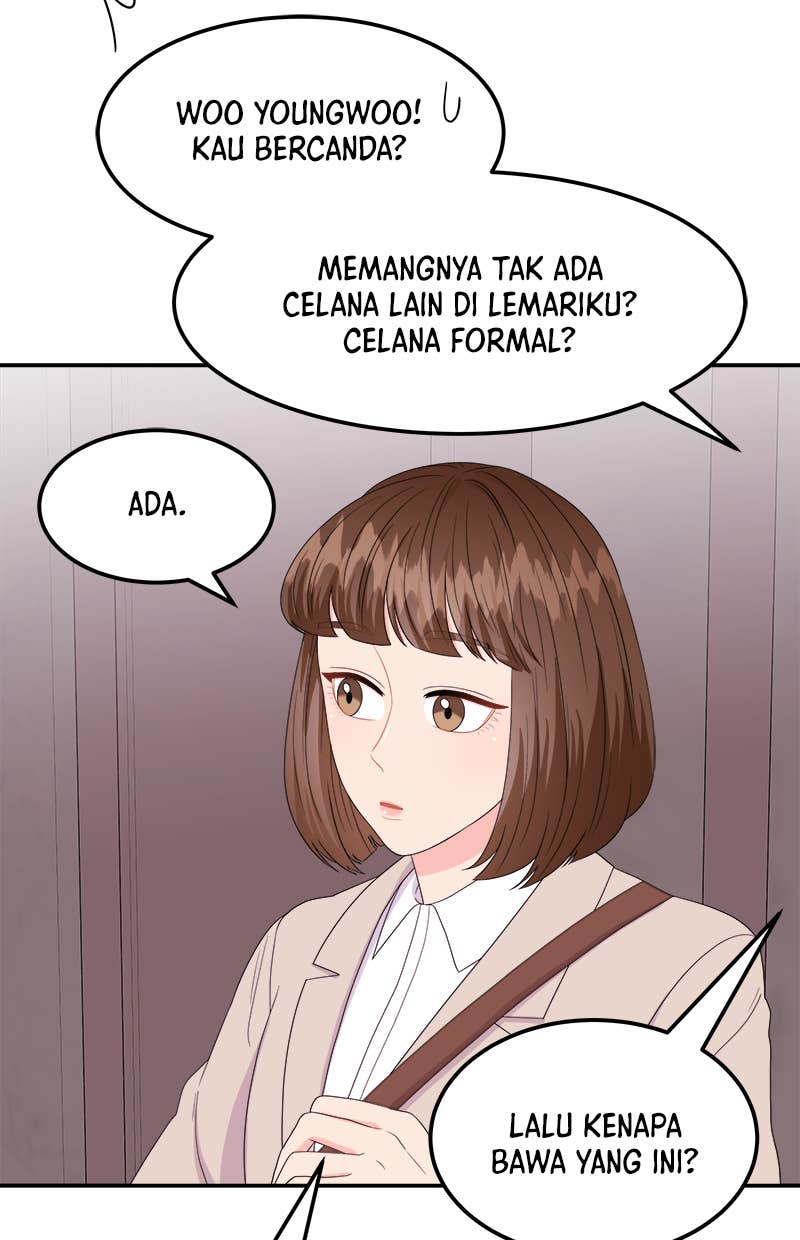 WOO YOUNGWOO!
KAU BERCANDA?
MEMANGNYA TAK ADA
CELANA LAIN DI LEMARIKU?
CELANA FORMAL?
ADA.
LALU KENAPA
BAWA YANG INI?